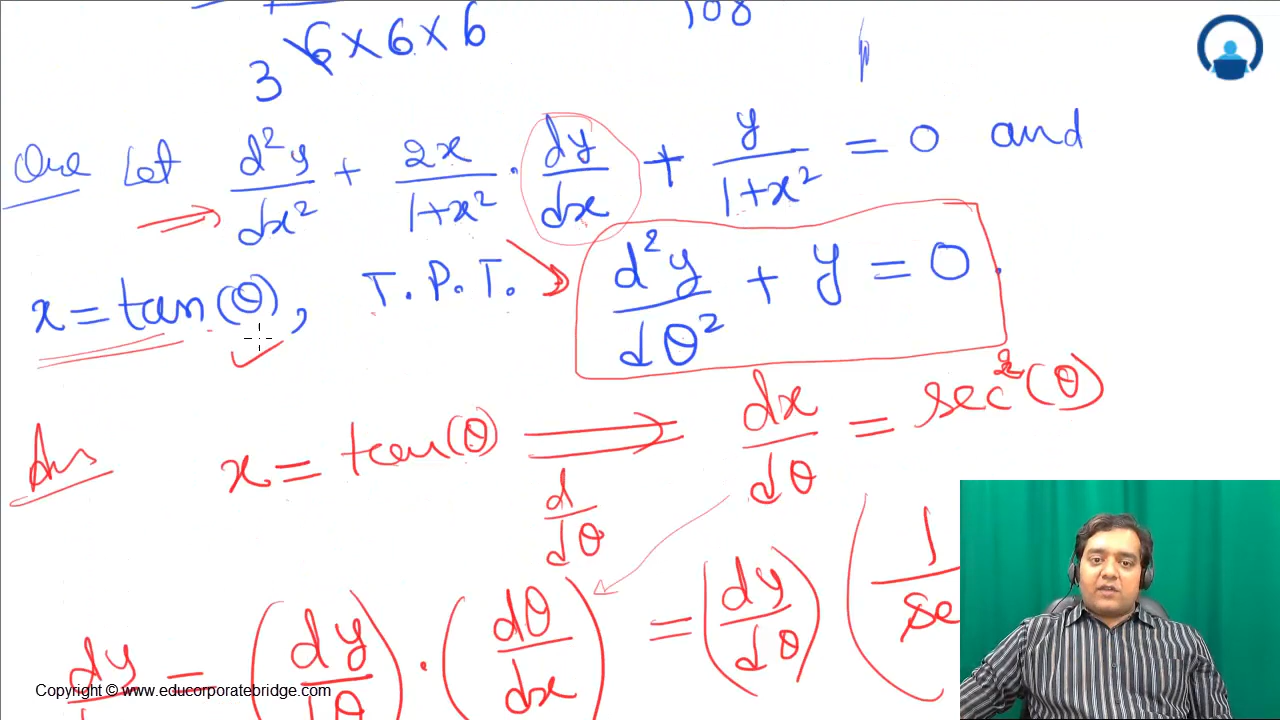 108
6 × 6 × 6
3
Que Let d²y/dx² + 2x/1+x² · dy/dx + y/1+x² = 0 and
x = tan(θ), T.P.T. d²y/dθ² + y = 0.
Ans x = tan(θ) ⟹ d/dθ dx/dθ = sec²(θ)
dy = (dy/dθ) · (dθ/dx) = (dy/dθ) (1/se
Copyright © www.educorporatebridge.com